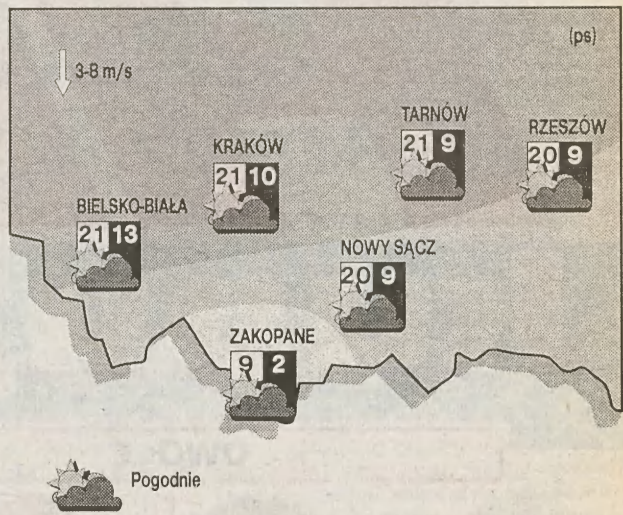 (ps)
3-8 m/s
TARNÓW
21 9
RZESZÓW
20 9
KRAKÓW
21 10
BIELSKO-BIAŁA
21 13
NOWY SĄCZ
20 9
ZAKOPANE
9 2
Pogodnie